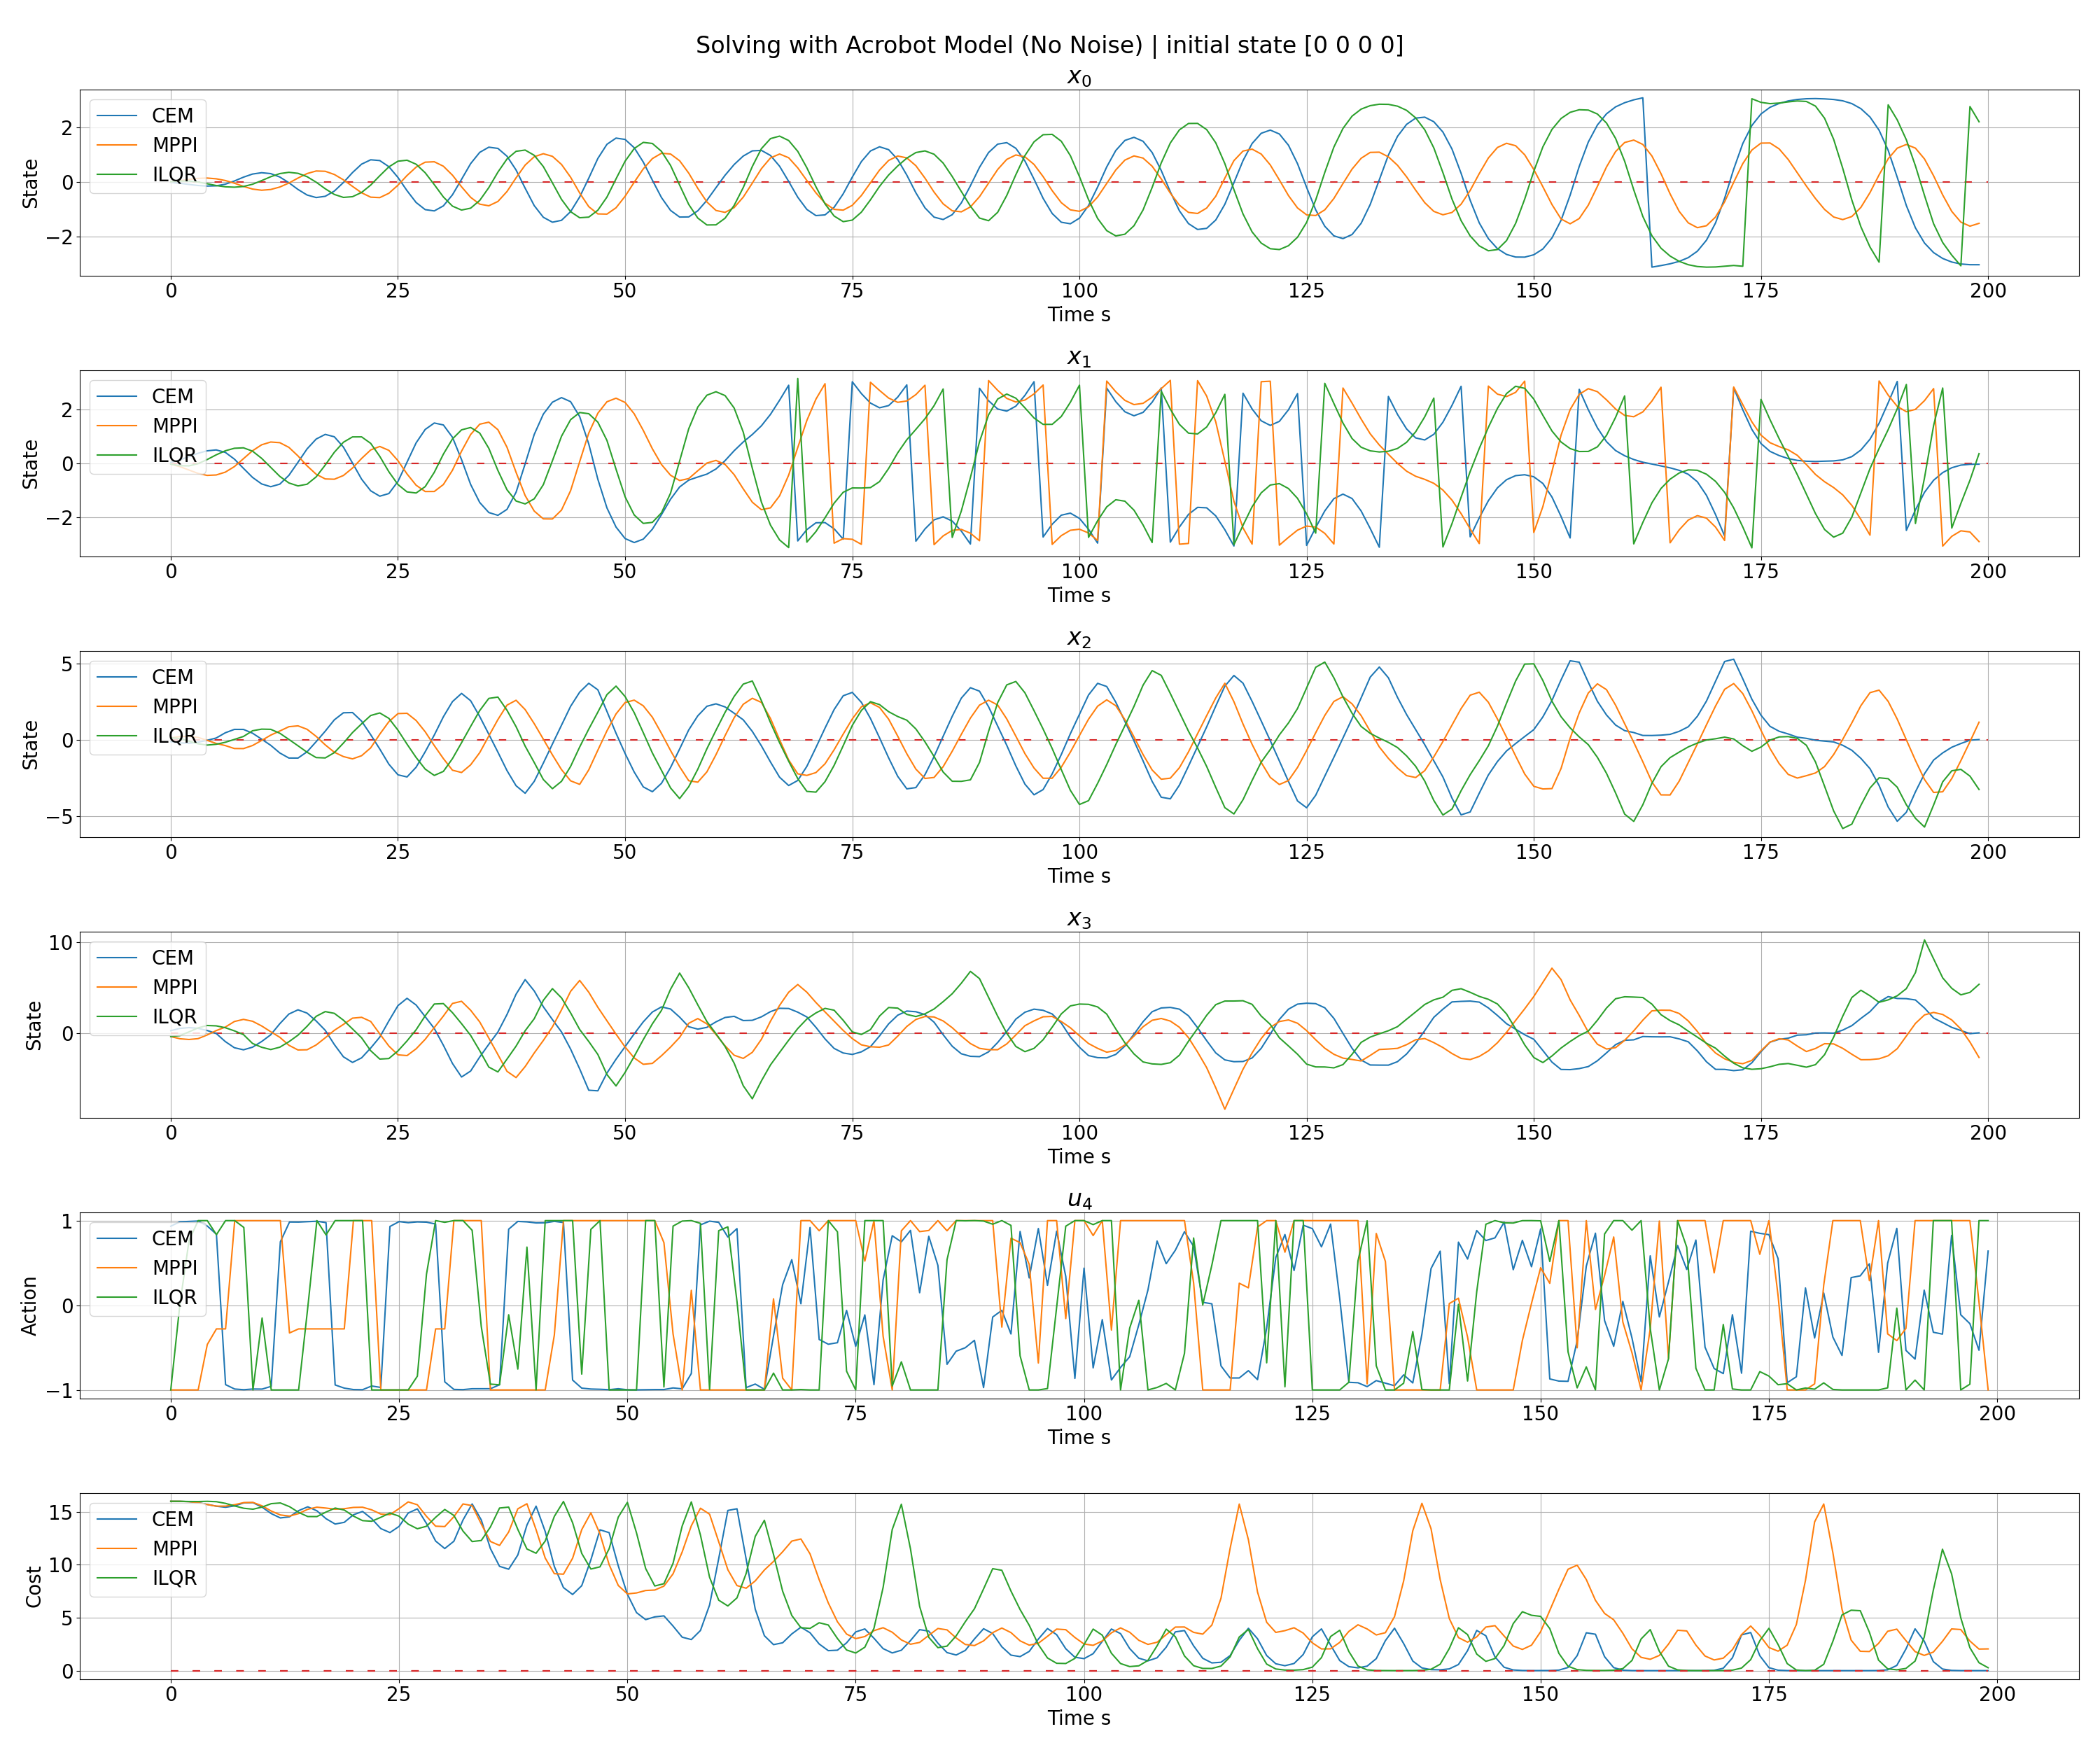 Solving with Acrobot Model (No Noise) | initial state [0 0 0 0]
x₀
State
CEM
MPPI
ILQR
2
0
−2
0 25 50 75 100 125 150 175 200
Time s
x₁
State
CEM
MPPI
ILQR
2
0
−2
0 25 50 75 100 125 150 175 200
Time s
x₂
State
CEM
MPPI
ILQR
5
0
−5
0 25 50 75 100 125 150 175 200
Time s
x₃
State
CEM
MPPI
ILQR
10
0
0 25 50 75 100 125 150 175 200
Time s
u₄
Action
CEM
MPPI
ILQR
1
0
−1
0 25 50 75 100 125 150 175 200
Time s
Cost
CEM
MPPI
ILQR
15
10
5
0
0 25 50 75 100 125 150 175 200
Time s